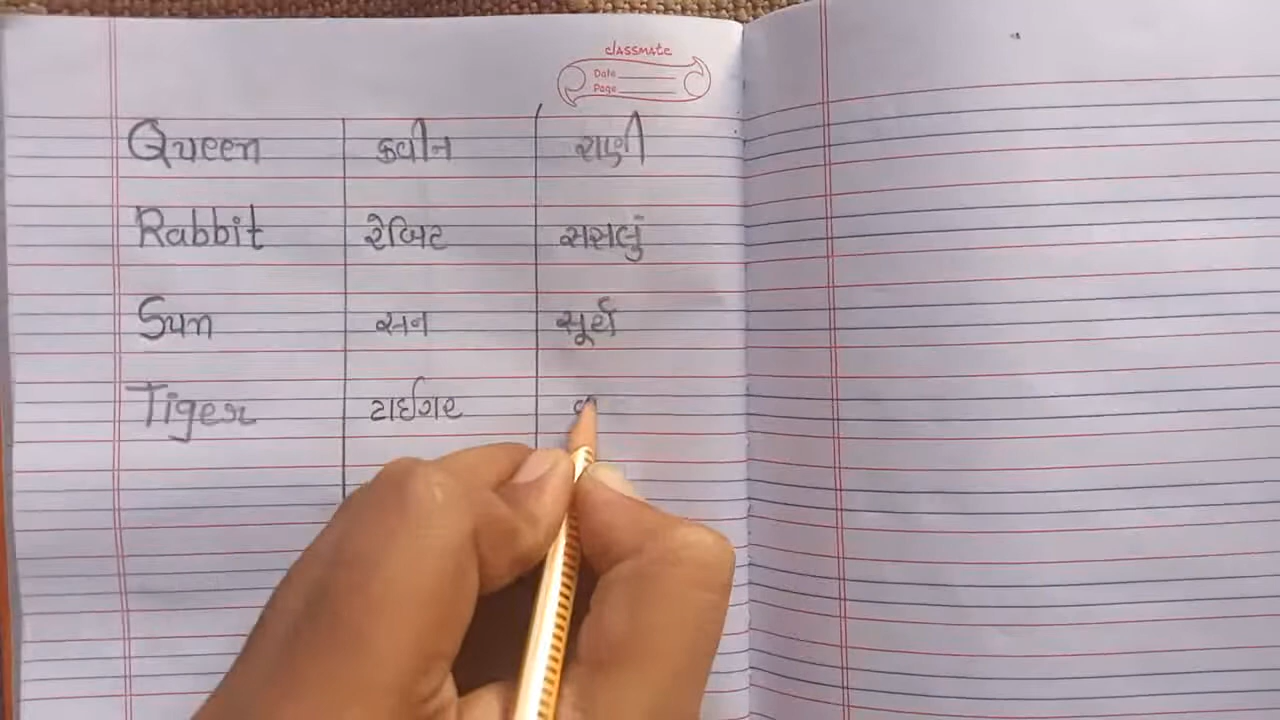 classmate
Date
Page
Queen ક્વીન રાણી
Rabbit રેબિટ સસલું
Sun સન સૂર્ય
Tiger ટાઈગર